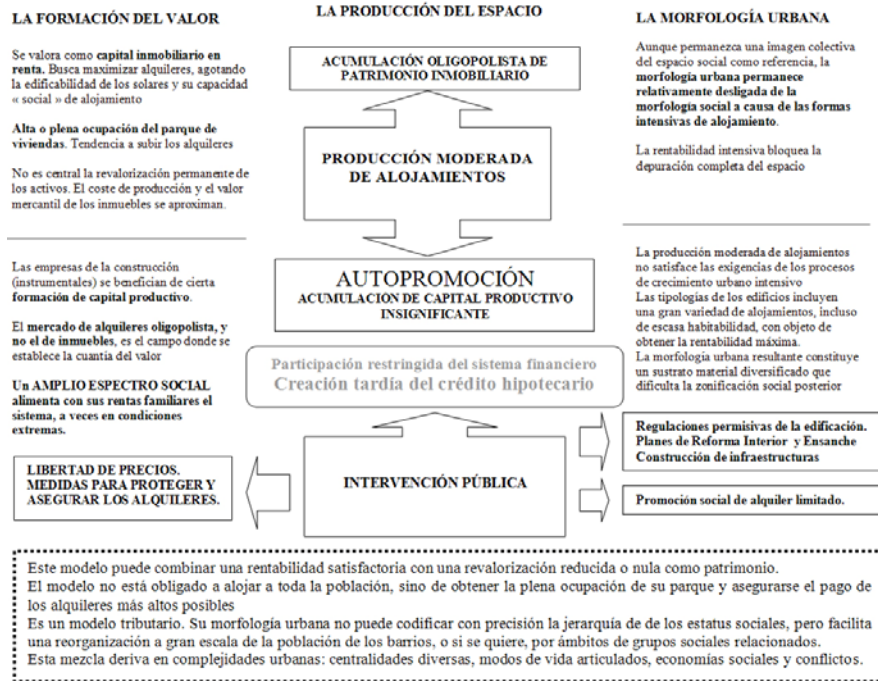 LA FORMACIÓN DEL VALOR
Se valora como capital inmobiliario en
renta. Busca maximizar alquileres, agotando
la edificabilidad de los solares y su capacidad
« social » de alojamiento
Alta o plena ocupación del parque de
viviendas. Tendencia a subir los alquileres
No es central la revalorización permanente de
los activos. El coste de producción y el valor
mercantil de los inmuebles se aproximan.
Las empresas de la construcción
(instrumentales) se benefician de cierta
formación de capital productivo.
El mercado de alquileres oligopolista, y
no el de inmuebles, es el campo donde se
establece la cuantía del valor
Un AMPLIO ESPECTRO SOCIAL
alimenta con sus rentas familiares el
sistema, a veces en condiciones
extremas.
LIBERTAD DE PRECIOS.
MEDIDAS PARA PROTEGER Y
ASEGURAR LOS ALQUILERES.
LA PRODUCCIÓN DEL ESPACIO
ACUMULACIÓN OLIGOPOLISTA DE
PATRIMONIO INMOBILIARIO
PRODUCCIÓN MODERADA
DE ALOJAMIENTOS
AUTOPROMOCIÓN
ACUMULACIÓN DE CAPITAL PRODUCTIVO
INSIGNIFICANTE
Participación restringida del sistema financiero
Creación tardía del crédito hipotecario
INTERVENCIÓN PÚBLICA
LA MORFOLOGÍA URBANA
Aunque permanezca una imagen colectiva
del espacio social como referencia, la
morfología urbana permanece
relativamente desligada de la
morfología social a causa de las formas
intensivas de alojamiento.
La rentabilidad intensiva bloquea la
depuración completa del espacio
La producción moderada de alojamientos
no satisface las exigencias de los procesos
de crecimiento urbano intensivo
Las tipologías de los edificios incluyen
una gran variedad de alojamientos, incluso
de escasa habitabilidad, con objeto de
obtener la rentabilidad máxima.
La morfología urbana resultante constituye
un sustrato material diversificado que
dificulta la zonificación social posterior
Regulaciones permisivas de la edificación.
Planes de Reforma Interior y Ensanche
Construcción de infraestructuras
Promoción social de alquiler limitado.
Este modelo puede combinar una rentabilidad satisfactoria con una revalorización reducida o nula como patrimonio.
El modelo no está obligado a alojar a toda la población, sino de obtener la plena ocupación de su parque y asegurarse el pago de
los alquileres más altos posibles
Es un modelo tributario. Su morfología urbana no puede codificar con precisión la jerarquía de de los estatus sociales, pero facilita
una reorganización a gran escala de la población de los barrios, o si se quiere, por ámbitos de grupos sociales relacionados.
Esta mezcla deriva en complejidades urbanas: centralidades diversas, modos de vida articulados, economías sociales y conflictos.